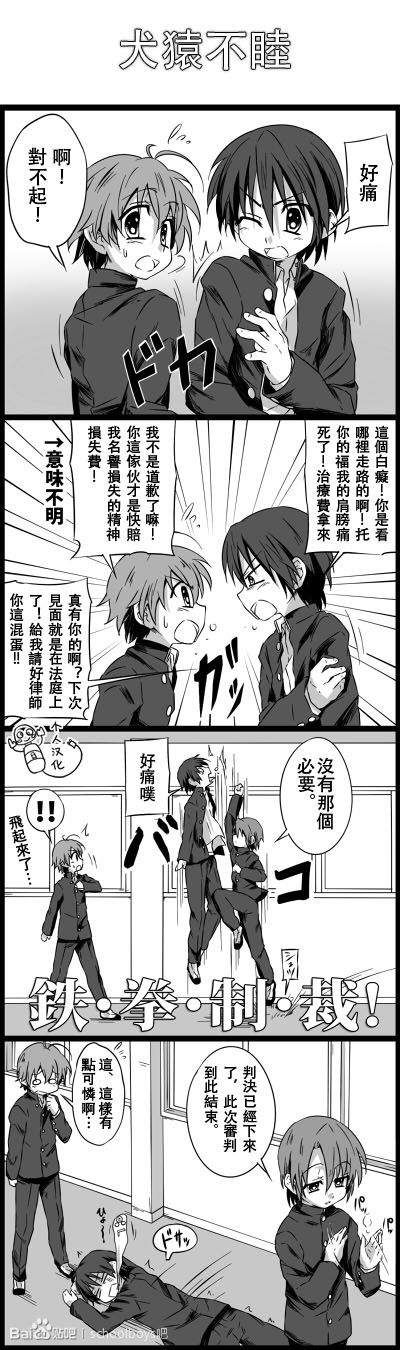 犬猿不睦
好痛
啊！
對不起！
ドカ
這個白癡！你是看
哪裡走路的啊！托
你的福我的肩膀痛
死了！治療費拿來
我不是道歉了嘛！
你這傢伙才是快賠
我名譽損失的精神
損失費！
→意味不明
真有你的啊？下次
見面就是在法庭上
了！給我請好律師
你這混蛋!!
ガッ
个人汉化
沒有那個
必要。
好痛噗
バコ
!!
飛起來了…
鉄・拳・制・裁！
判決已經下來
了，此次審判
到此結束。
這、這樣有
點可憐啊…
ドサッ
Bai 贴吧 | schoolboys吧